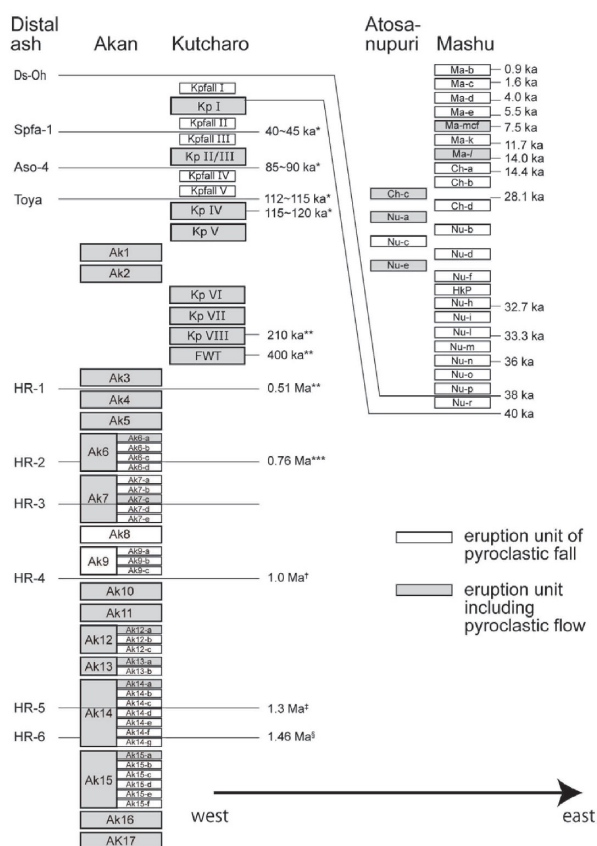 Distal
ash
Akan
Kutcharo
Atosa-
nupuri
Mashu
Ds-Oh
Kpfall I
Kp I
Kpfall II
Spfa-1
40~45 ka*
Kpfall III
Kp II/III
Aso-4
85~90 ka*
Kpfall IV
Kpfall V
Toya
112~115 ka*
Kp IV
115~120 ka*
Kp V
Ak1
Ak2
Kp VI
Kp VII
Kp VIII
210 ka**
FWT
400 ka**
Ak3
HR-1
0.51 Ma**
Ak4
Ak5
Ak6
Ak6-a
Ak6-b
Ak6-c
Ak6-d
HR-2
0.76 Ma***
Ak7
Ak7-a
Ak7-b
Ak7-c
Ak7-d
Ak7-e
HR-3
Ak8
Ak9
Ak9-a
Ak9-b
Ak9-c
HR-4
1.0 Ma†
Ak10
Ak11
Ak12
Ak12-a
Ak12-b
Ak12-c
Ak13
Ak13-a
Ak13-b
Ak14
Ak14-a
Ak14-b
Ak14-c
Ak14-d
Ak14-e
Ak14-f
Ak14-g
HR-5
1.3 Ma‡
HR-6
1.46 Ma§
Ak15
Ak15-a
Ak15-b
Ak15-c
Ak15-d
Ak15-e
Ak15-f
Ak16
AK17
Ma-b
0.9 ka
Ma-c
1.6 ka
Ma-d
4.0 ka
Ma-e
5.5 ka
Ma-mcf
7.5 ka
Ma-k
11.7 ka
Ma-l
14.0 ka
Ch-a
14.4 ka
Ch-b
Ch-c
28.1 ka
Ch-d
Nu-a
Nu-b
Nu-c
Nu-d
Nu-e
Nu-f
HkP
Nu-h
32.7 ka
Nu-i
Nu-l
33.3 ka
Nu-m
Nu-n
36 ka
Nu-o
Nu-p
38 ka
Nu-r
40 ka
eruption unit of
pyroclastic fall
eruption unit
including
pyroclastic flow
west
east